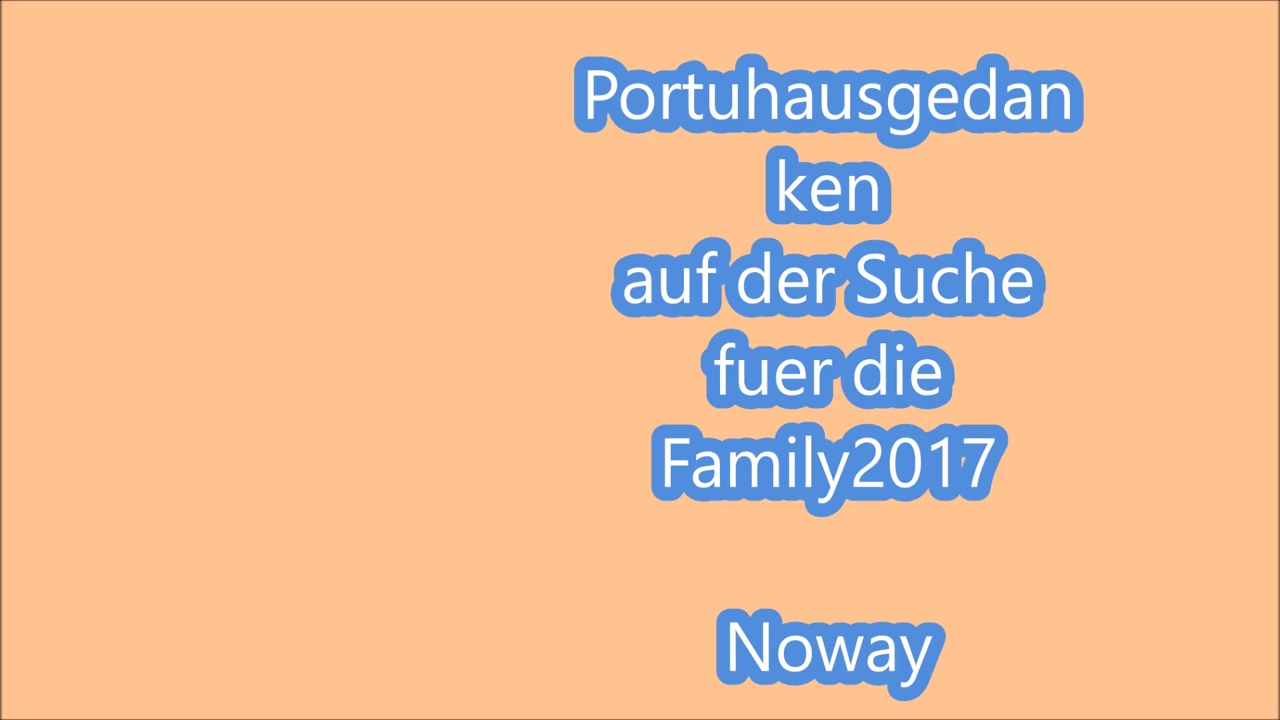 Portuhausgedan
ken
auf der Suche
fuer die
Family2017
Noway